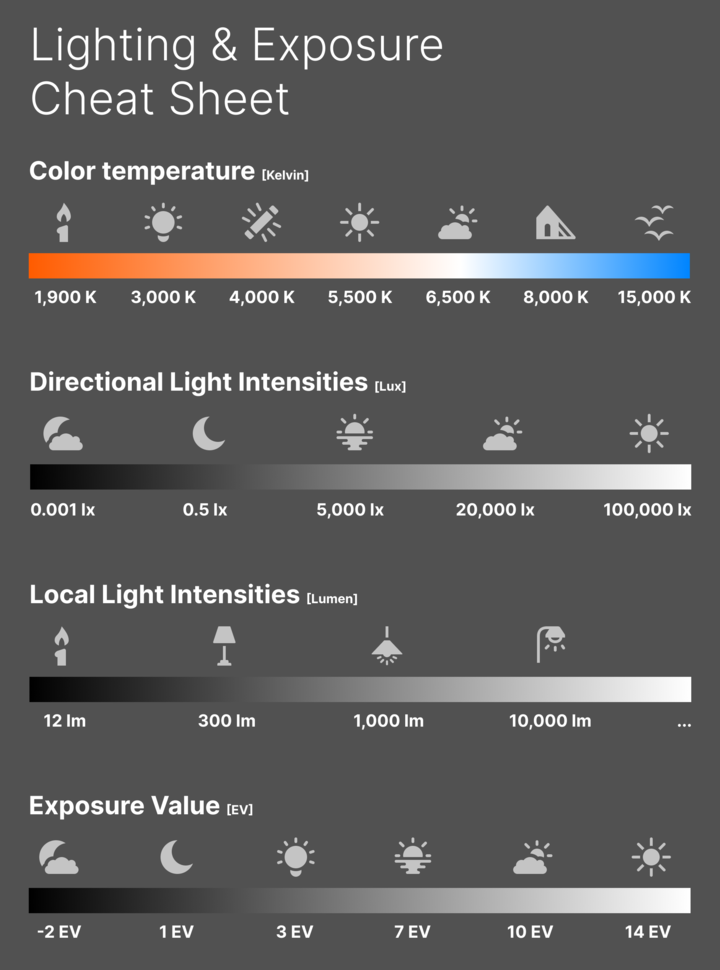 Lighting & Exposure
Cheat Sheet
Color temperature [Kelvin]
1,900 K 3,000 K 4,000 K 5,500 K 6,500 K 8,000 K 15,000 K
Directional Light Intensities [Lux]
0.001 lx 0.5 lx 5,000 lx 20,000 lx 100,000 lx
Local Light Intensities [Lumen]
12 lm 300 lm 1,000 lm 10,000 lm ...
Exposure Value [EV]
-2 EV 1 EV 3 EV 7 EV 10 EV 14 EV